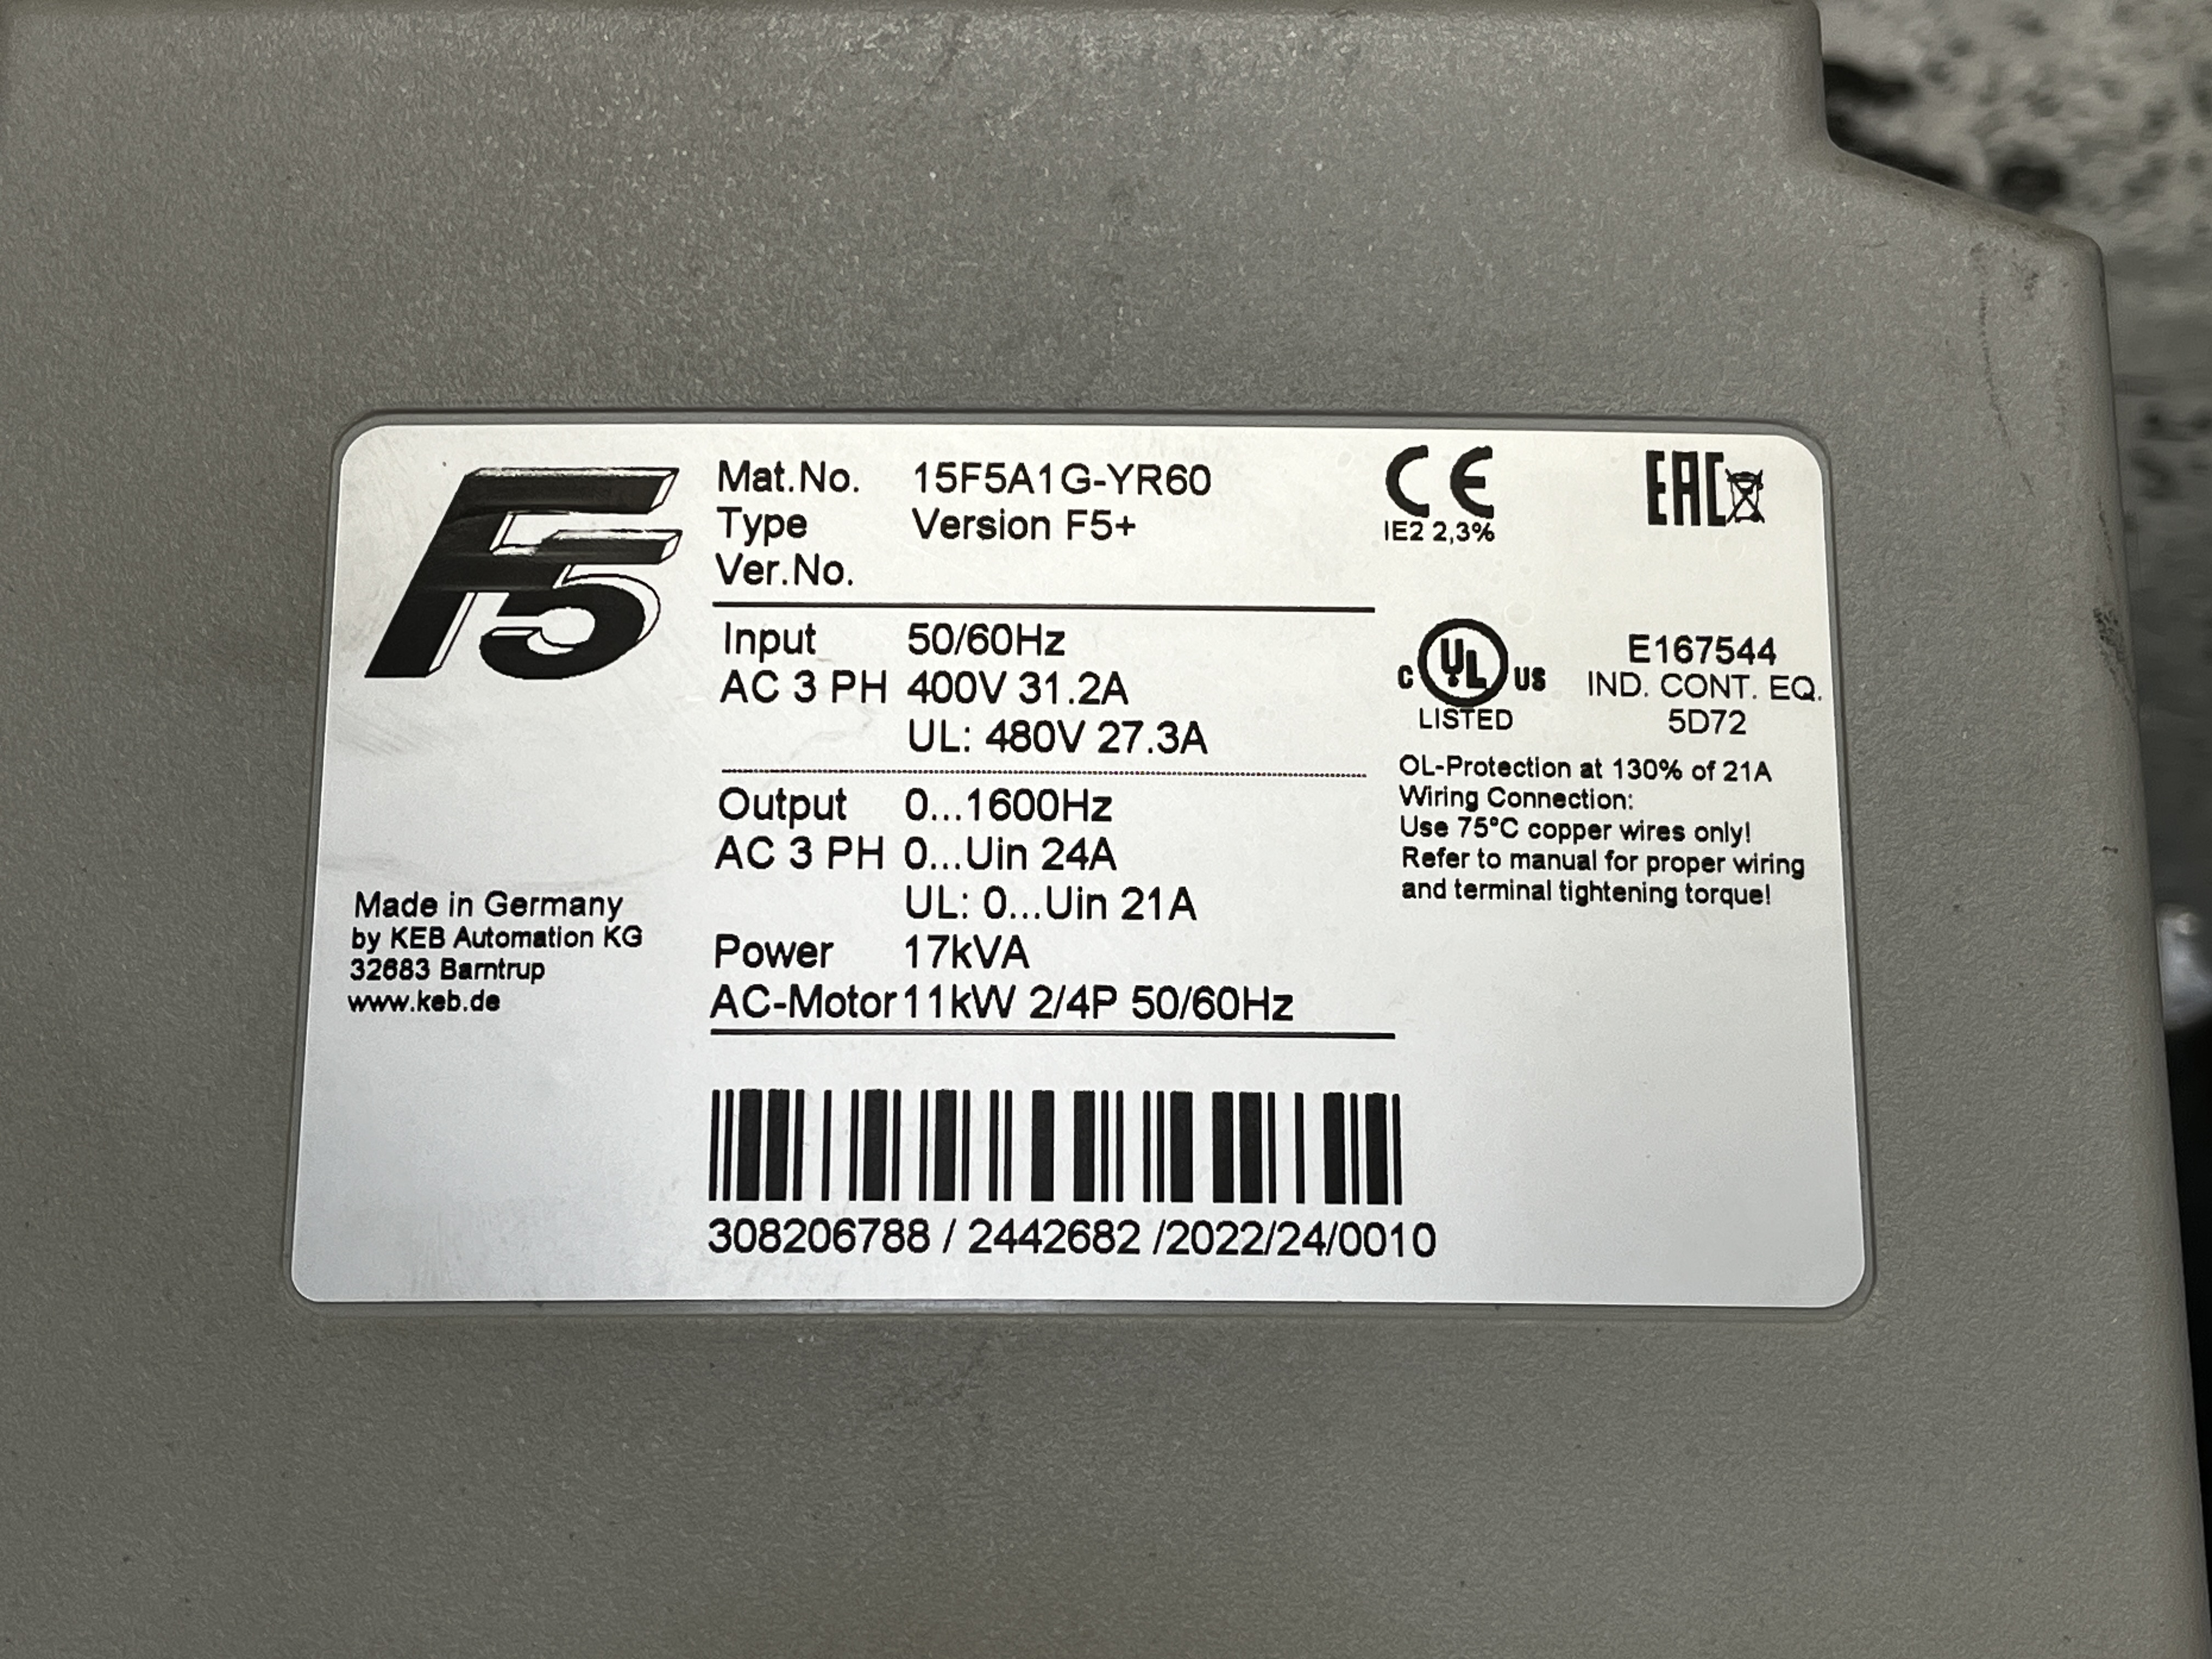 F5
Mat.No. 15F5A1G-YR60
Type Version F5+
Ver.No.
Input 50/60Hz
AC 3 PH 400V 31.2A
UL: 480V 27.3A
Output 0...1600Hz
AC 3 PH 0...Uin 24A
UL: 0...Uin 21A
Power 17kVA
AC-Motor 11kW 2/4P 50/60Hz
308206788 / 2442682 /2022/24/0010
Made in Germany
by KEB Automation KG
32683 Barntrup
www.keb.de
CE
IE2 2,3%
EAC
C UL US
LISTED
E167544
IND. CONT. EQ.
5D72
OL-Protection at 130% of 21A
Wiring Connection:
Use 75°C copper wires only!
Refer to manual for proper wiring
and terminal tightening torque!